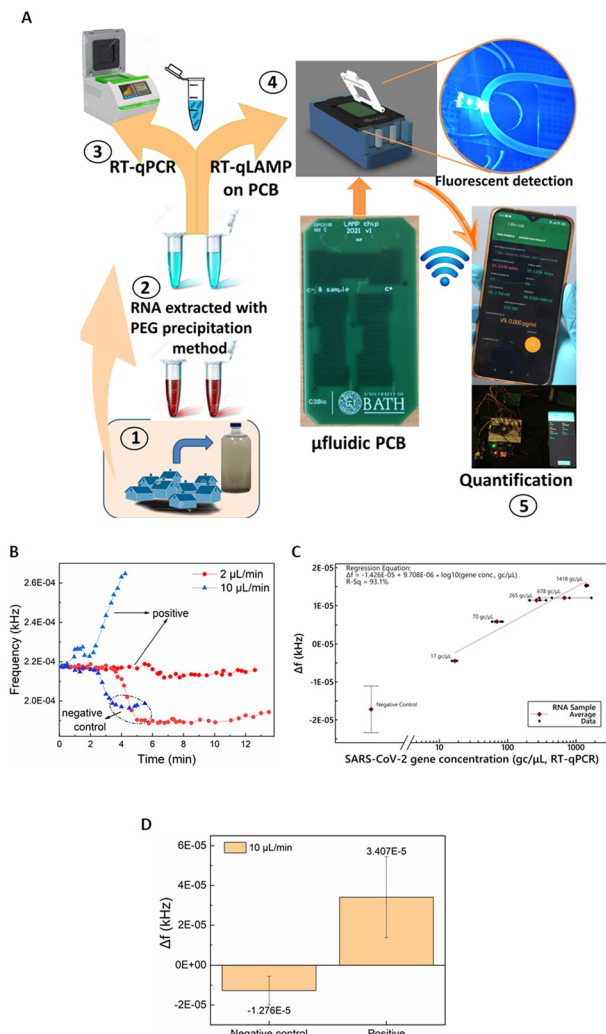 A
4
3
RT-qPCR
RT-qLAMP
on PCB
Fluorescent detection
2
RNA extracted with
PEG precipitation
method
LAMP chip
2021 v1
C-
sample
C+
C3Bio
UNIVERSITY OF
BATH
µfluidic PCB
1
Quantification
5
B
2.6E-04
2.4E-04
2.2E-04
2.0E-04
Frequency (kHz)
2 µL/min
10 µL/min
positive
negative
control
0 2 4 6 8 10 12
Time (min)
C
Regression Equation:
Δf = -1.426E-05 + 9.708E-06 • log10(gene conc., gc/µL)
R-Sq = 93.1%
1E-05
1E-05
0E+00
-1E-05
-2E-05
Δf (kHz)
17 gc/µL
70 gc/µL
265 gc/µL
678 gc/µL
1418 gc/µL
Negative Control
RNA Sample
Average
Data
10 100 1000
SARS-CoV-2 gene concentration (gc/µL, RT-qPCR)
D
6E-05
4E-05
2E-05
0E+00
-2E-05
Δf (kHz)
10 µL/min
3.407E-5
-1.276E-5
Negative control
Positive